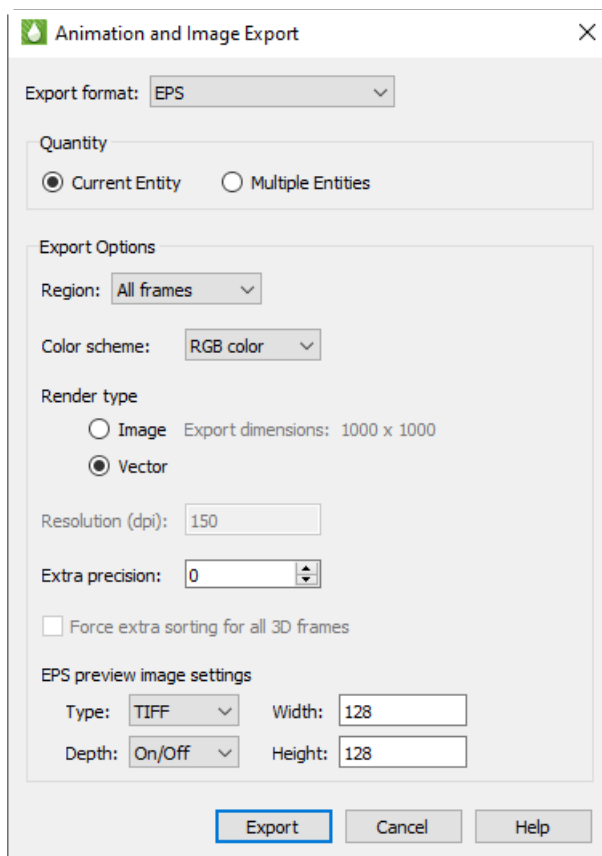 Animation and Image Export
Export format: EPS
Quantity
Current Entity Multiple Entities
Export Options
Region: All frames
Color scheme: RGB color
Render type
Image Export dimensions: 1000 x 1000
Vector
Resolution (dpi): 150
Extra precision: 0
Force extra sorting for all 3D frames
EPS preview image settings
Type: TIFF Width: 128
Depth: On/Off Height: 128
Export Cancel Help